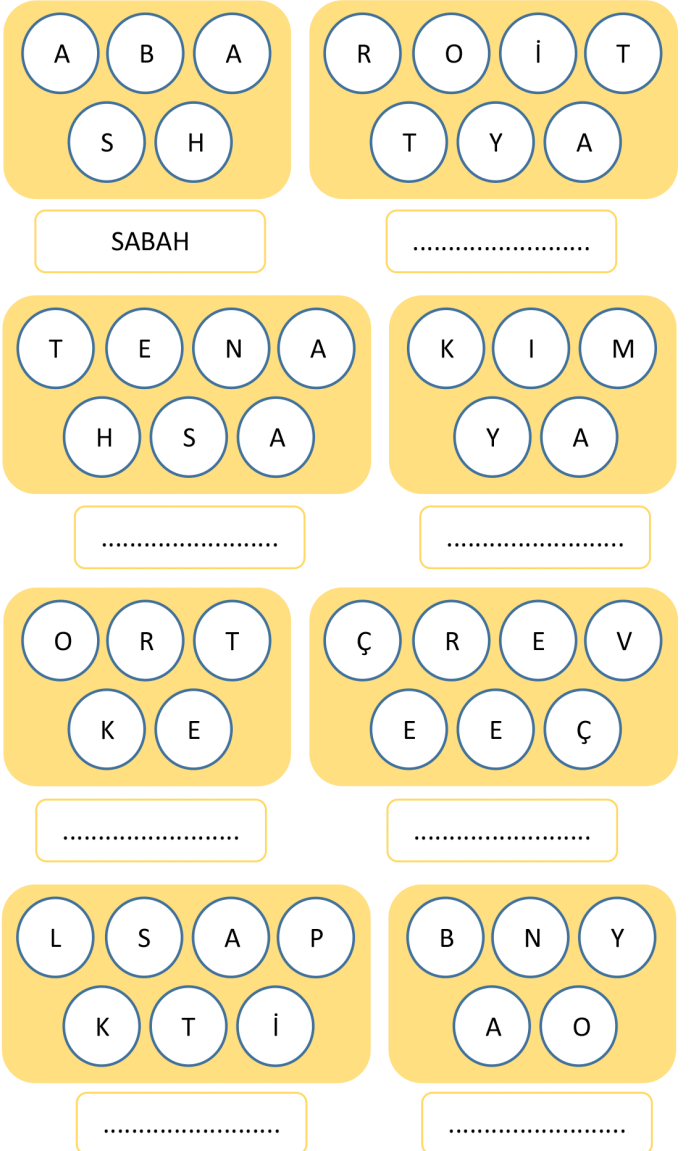 A B A
S H
SABAH
R O İ T
T Y A
.........................
T E N A
H S A
.........................
K I M
Y A
.........................
O R T
K E
.........................
Ç R E V
E E Ç
.........................
L S A P
K T İ
.........................
B N Y
A O
.........................